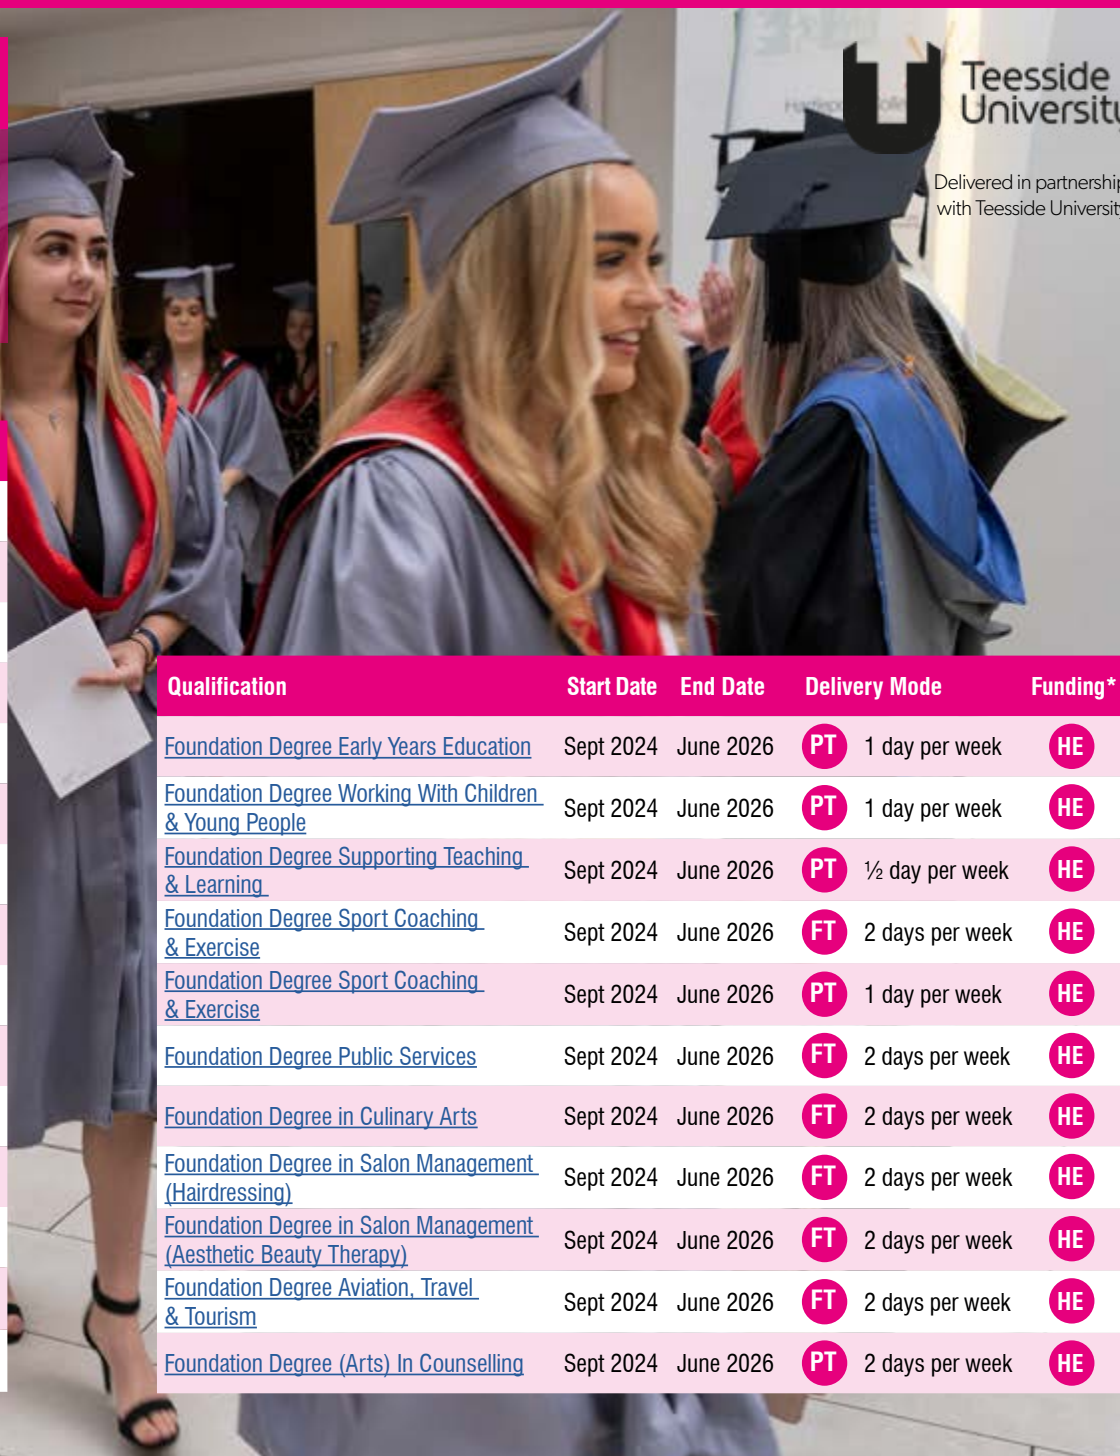 Teesside
University
Delivered in partnership
with Teesside University
Qualification Start Date End Date Delivery Mode Funding*
Foundation Degree Early Years Education Sept 2024 June 2026 PT 1 day per week HE
Foundation Degree Working With Children
& Young People Sept 2024 June 2026 PT 1 day per week HE
Foundation Degree Supporting Teaching
& Learning Sept 2024 June 2026 PT ½ day per week HE
Foundation Degree Sport Coaching
& Exercise Sept 2024 June 2026 FT 2 days per week HE
Foundation Degree Sport Coaching
& Exercise Sept 2024 June 2026 PT 1 day per week HE
Foundation Degree Public Services Sept 2024 June 2026 FT 2 days per week HE
Foundation Degree in Culinary Arts Sept 2024 June 2026 FT 2 days per week HE
Foundation Degree in Salon Management
(Hairdressing) Sept 2024 June 2026 FT 2 days per week HE
Foundation Degree in Salon Management
(Aesthetic Beauty Therapy) Sept 2024 June 2026 FT 2 days per week HE
Foundation Degree Aviation, Travel
& Tourism Sept 2024 June 2026 FT 2 days per week HE
Foundation Degree (Arts) In Counselling Sept 2024 June 2026 PT 2 days per week HE